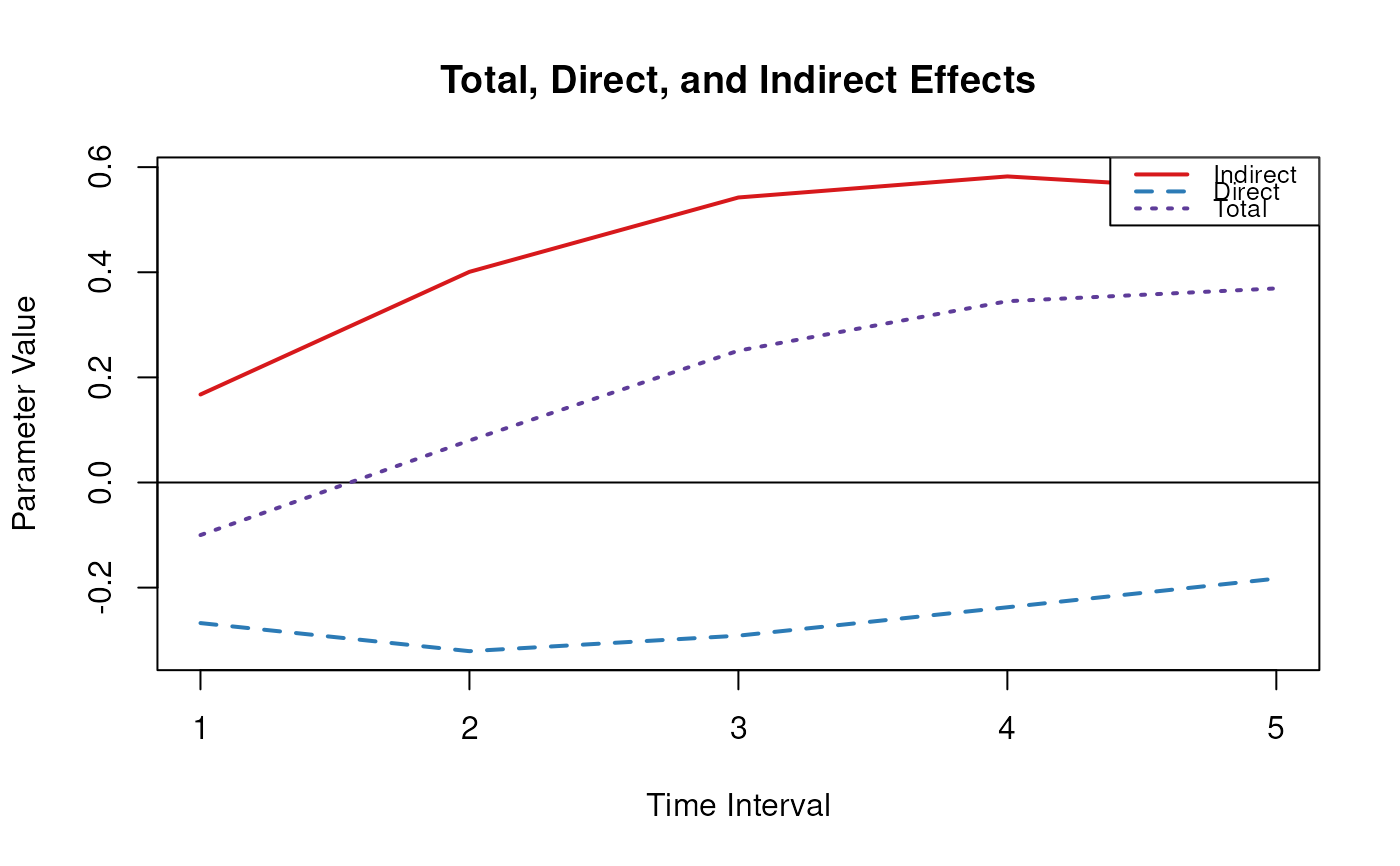 Total, Direct, and Indirect Effects
Parameter Value
0.6
0.4
0.2
0.0
-0.2
Indirect
Direct
Total
1 2 3 4 5
Time Interval